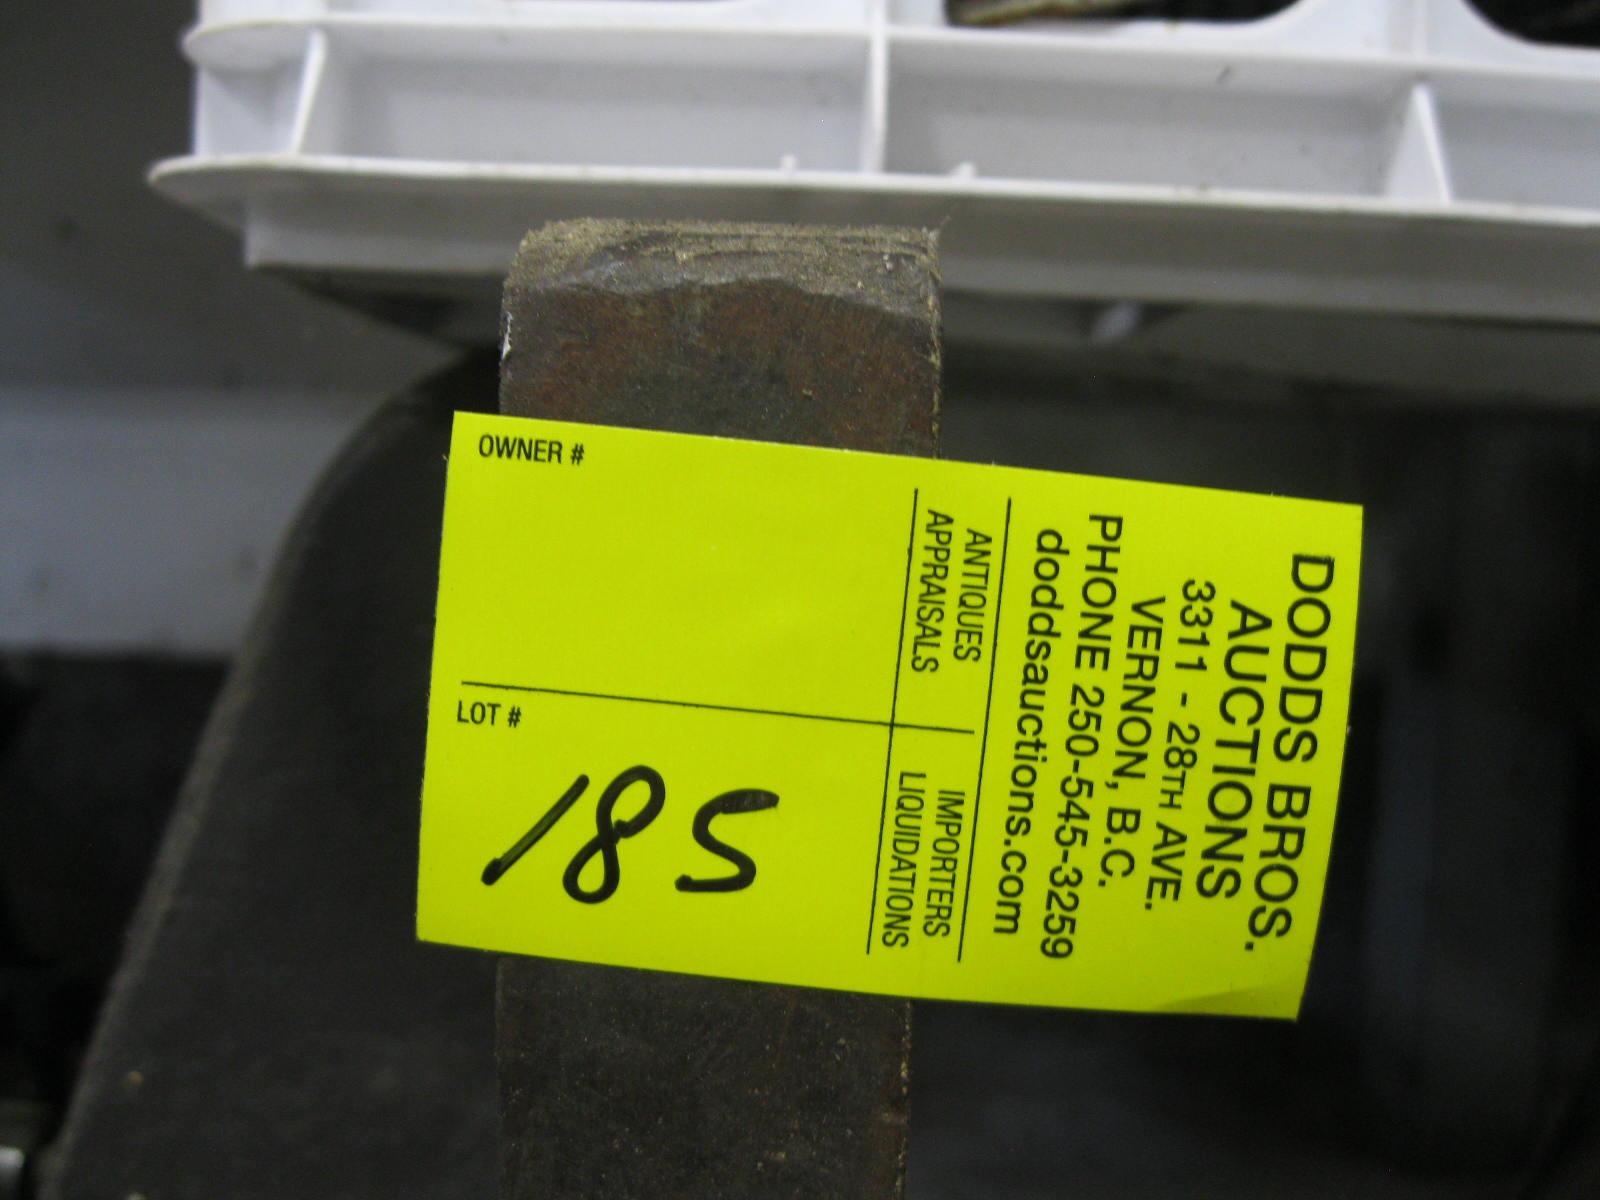 DODDS BROS.
AUCTIONS
3311 - 28TH AVE.
VERNON, B.C.
PHONE 250-545-3259
doddsauctions.com
ANTIQUES
APPRAISALS
IMPORTERS
LIQUIDATIONS
OWNER #
LOT #
185